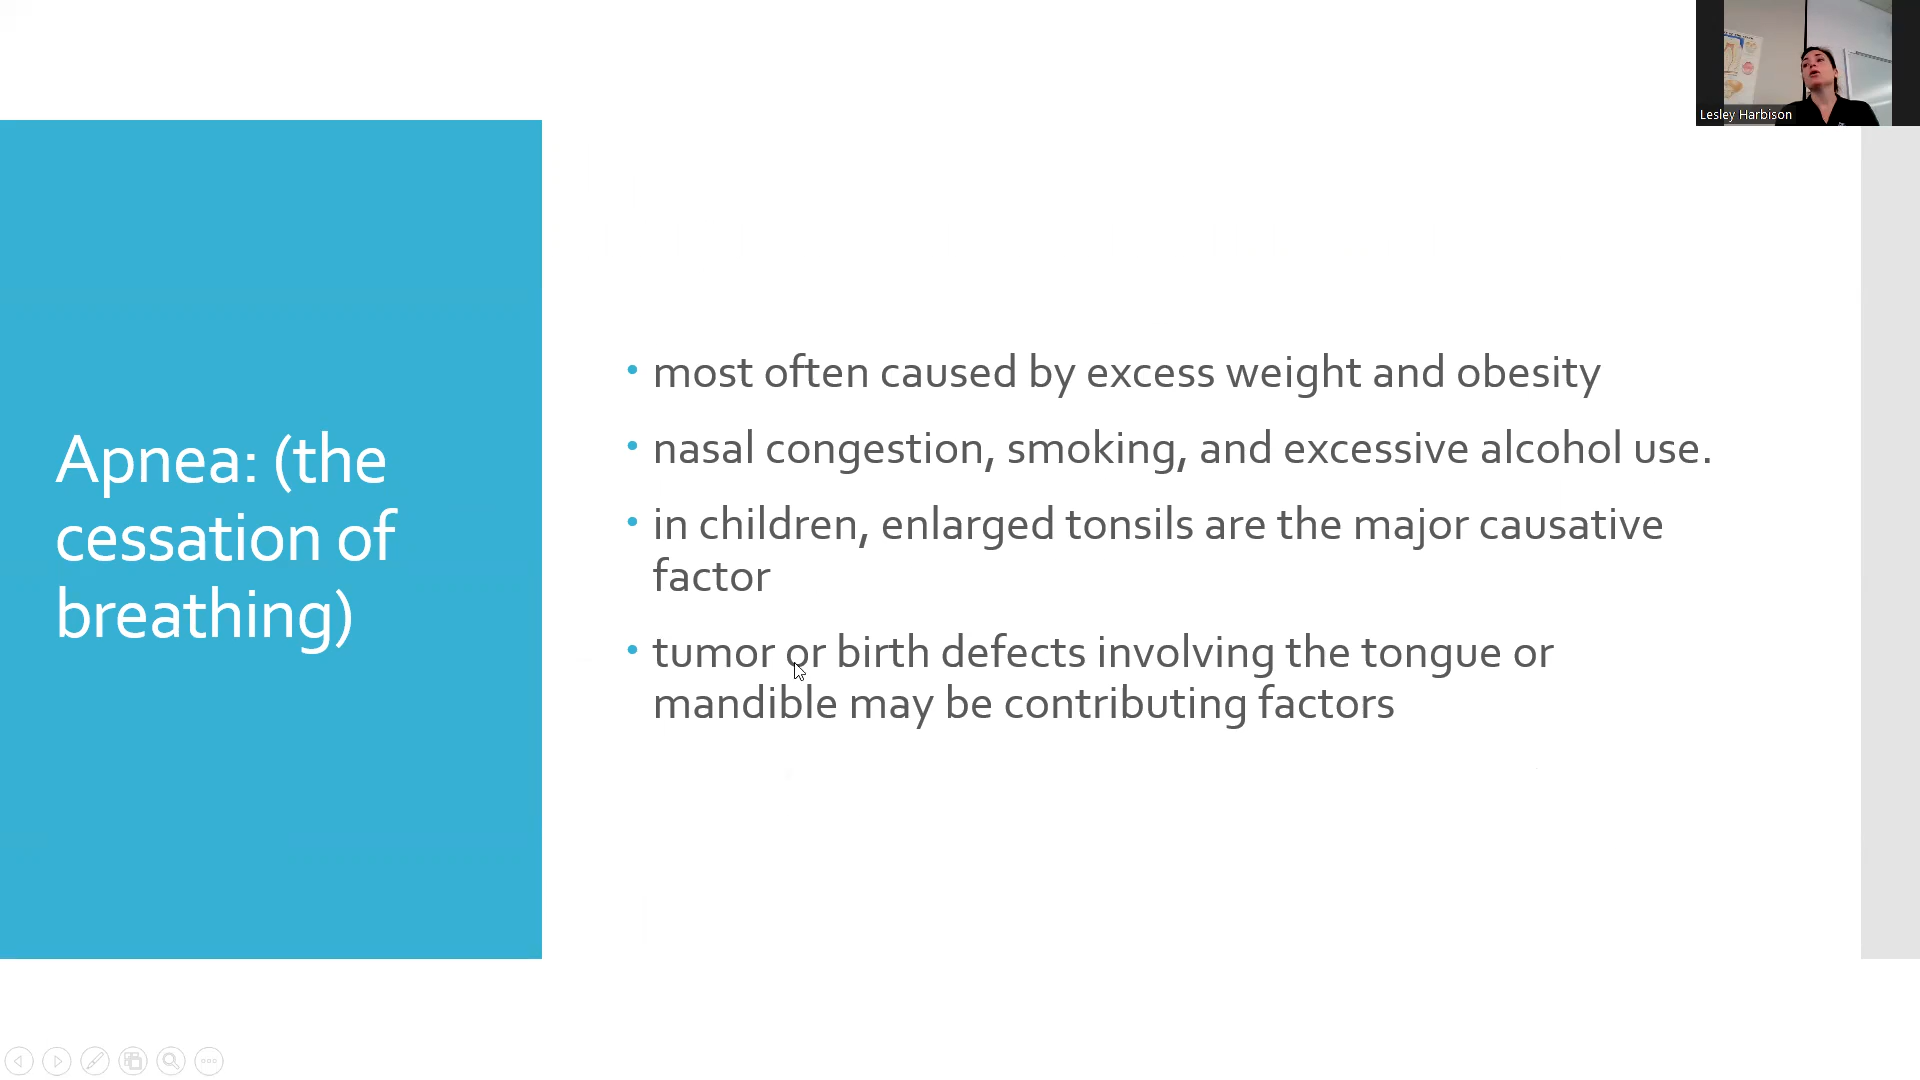 Lesley Harbison
Apnea: (the
cessation of
breathing)
• most often caused by excess weight and obesity
• nasal congestion, smoking, and excessive alcohol use.
• in children, enlarged tonsils are the major causative
factor
• tumor or birth defects involving the tongue or
mandible may be contributing factors